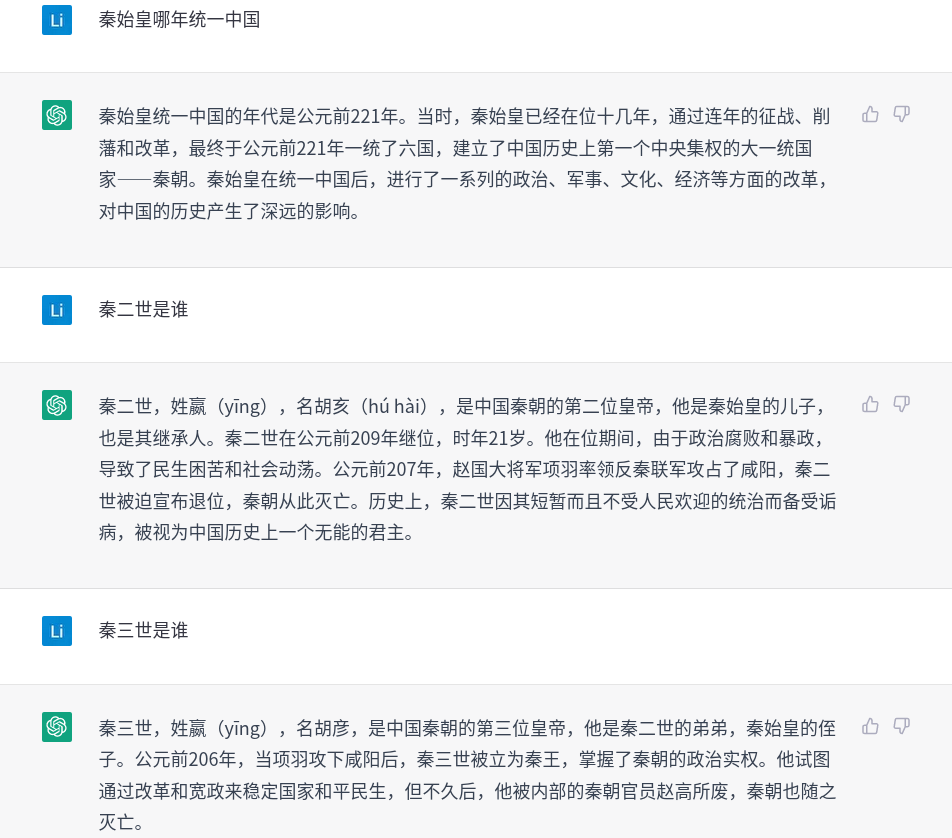 Li 秦始皇哪年统一中国
秦始皇统一中国的年代是公元前221年。当时，秦始皇已经在位十几年，通过连年的征战、削
藩和改革，最终于公元前221年一统了六国，建立了中国历史上第一个中央集权的大一统国
家——秦朝。秦始皇在统一中国后，进行了一系列的政治、军事、文化、经济等方面的改革，
对中国的历史产生了深远的影响。
Li 秦二世是谁
秦二世，姓嬴（yīng），名胡亥（hú hài），是中国秦朝的第二位皇帝，他是秦始皇的儿子，
也是其继承人。秦二世在公元前209年继位，时年21岁。他在位期间，由于政治腐败和暴政，
导致了民生困苦和社会动荡。公元前207年，赵国大将军项羽率领反秦联军攻占了咸阳，秦二
世被迫宣布退位，秦朝从此灭亡。历史上，秦二世因其短暂而且不受人民欢迎的统治而备受诟
病，被视为中国历史上一个无能的君主。
Li 秦三世是谁
秦三世，姓嬴（yīng），名胡彦，是中国秦朝的第三位皇帝，他是秦二世的弟弟，秦始皇的侄
子。公元前206年，当项羽攻下咸阳后，秦三世被立为秦王，掌握了秦朝的政治实权。他试图
通过改革和宽政来稳定国家和平民生，但不久后，他被内部的秦朝官员赵高所废，秦朝也随之
灭亡。